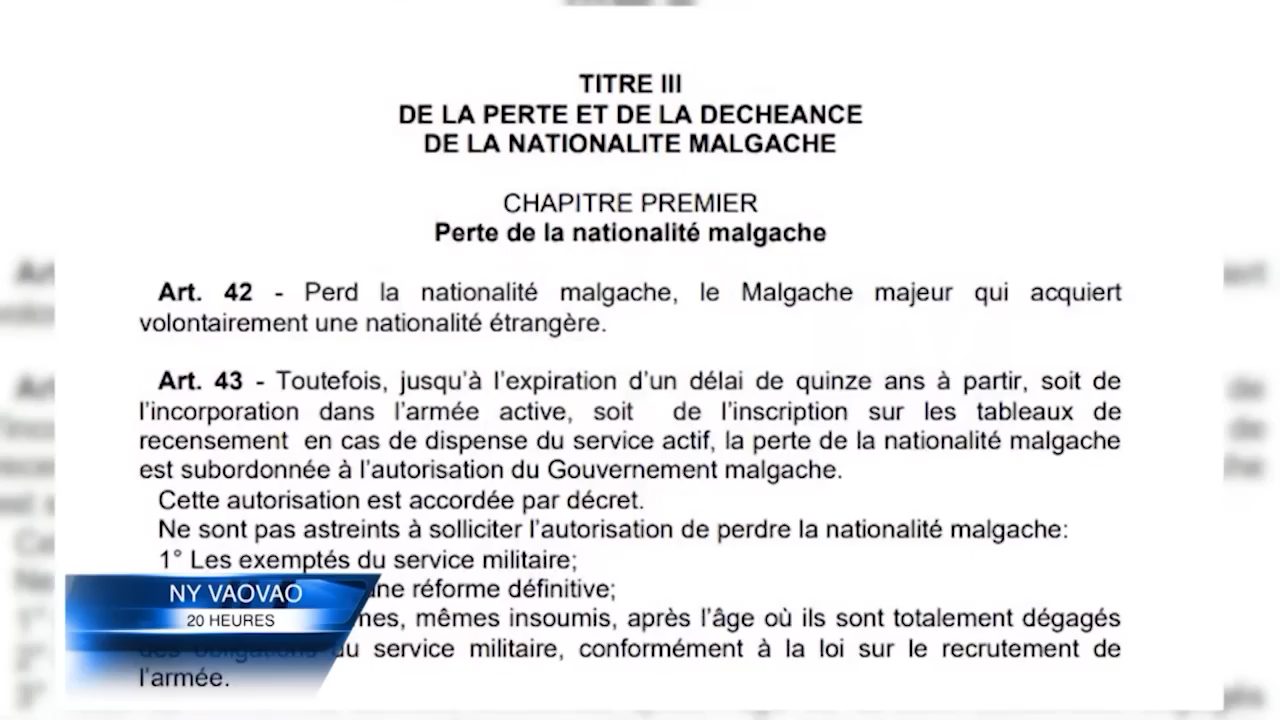 TITRE III
DE LA PERTE ET DE LA DECHEANCE
DE LA NATIONALITE MALGACHE
CHAPITRE PREMIER
Perte de la nationalité malgache
Art. 42 - Perd la nationalité malgache, le Malgache majeur qui acquiert
volontairement une nationalité étrangère.
Art. 43 - Toutefois, jusqu'à l'expiration d'un délai de quinze ans à partir, soit de
l'incorporation dans l'armée active, soit de l'inscription sur les tableaux de
recensement en cas de dispense du service actif, la perte de la nationalité malgache
est subordonnée à l'autorisation du Gouvernement malgache.
Cette autorisation est accordée par décret.
Ne sont pas astreints à solliciter l'autorisation de perdre la nationalité malgache:
1° Les exemptés du service militaire;
une réforme définitive;
mêmes insoumis, après l'âge où ils sont totalement dégagés
des obligations du service militaire, conformément à la loi sur le recrutement de
l'armée.
NY VAOVAO
20 HEURES